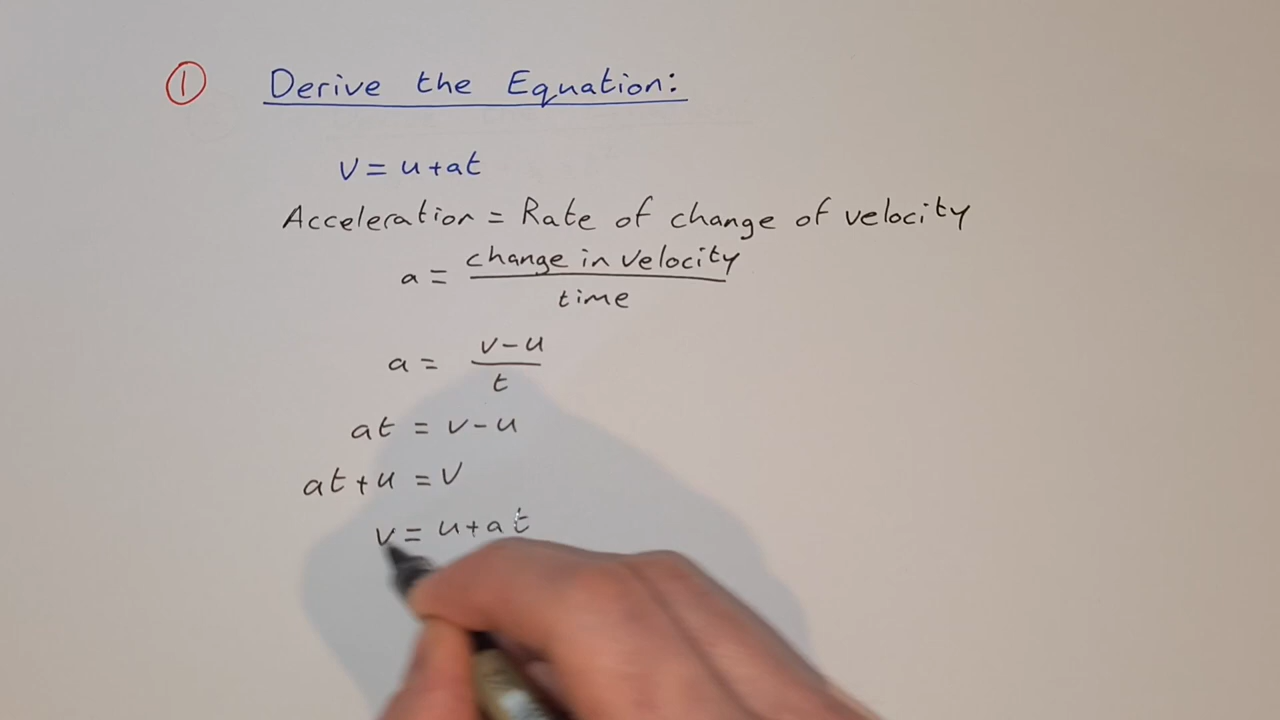 ① Derive the Equation:
v = u + at
Acceleration = Rate of change of velocity
a = change in velocity / time
a = v - u / t
at = v - u
at + u = v
v = u + at